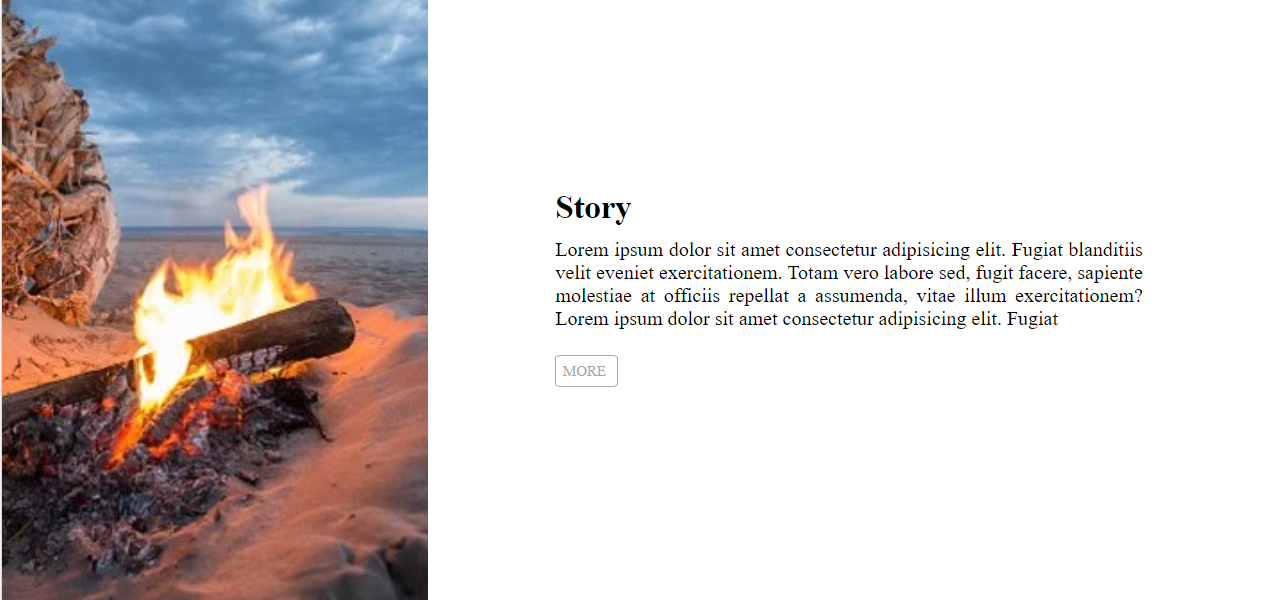 Story
Lorem ipsum dolor sit amet consectetur adipisicing elit. Fugiat blanditiis
velit eveniet exercitationem. Totam vero labore sed, fugit facere, sapiente
molestiae at officiis repellat a assumenda, vitae illum exercitationem?
Lorem ipsum dolor sit amet consectetur adipisicing elit. Fugiat
MORE